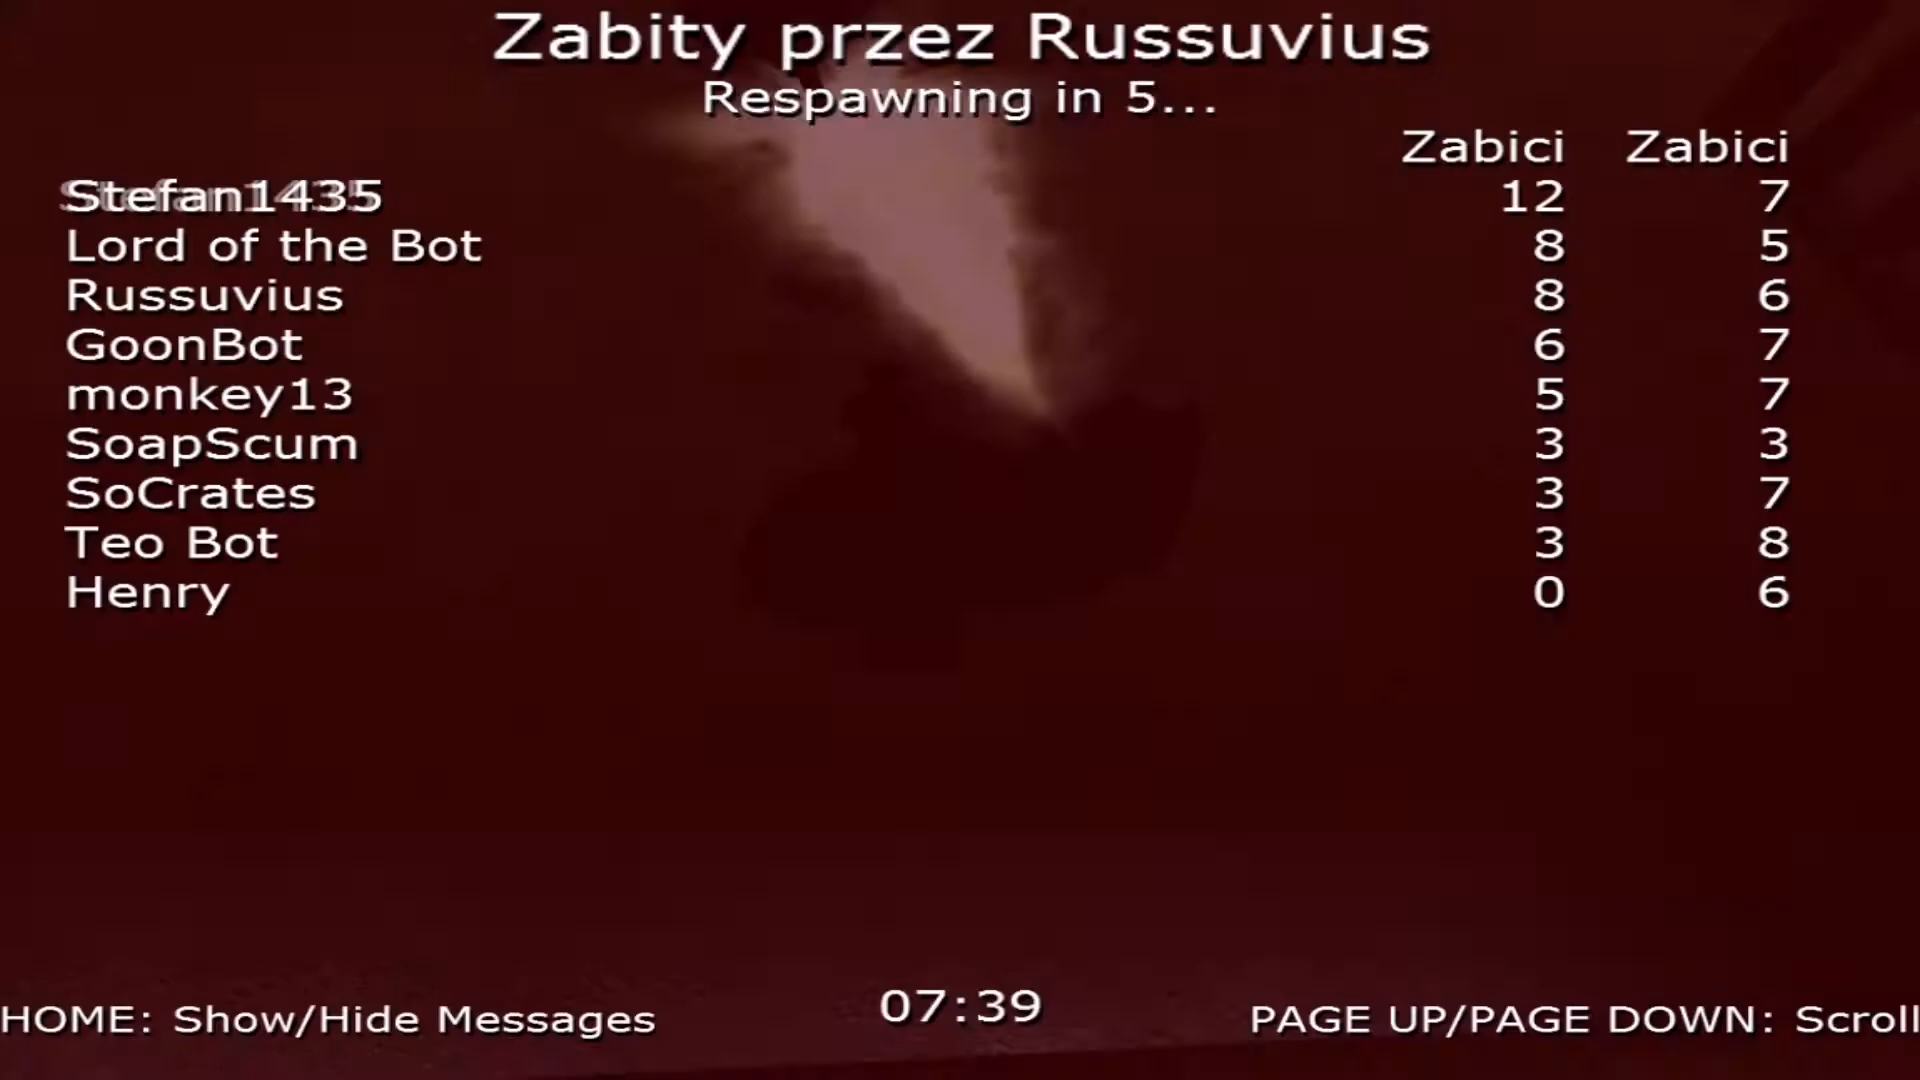 Zabity przez Russuvius
Respawning in 5...
Zabici Zabici
Stefan1435 12 7
Lord of the Bot 8 5
Russuvius 8 6
GoonBot 6 7
monkey13 5 7
SoapScum 3 3
SoCrates 3 7
Teo Bot 3 8
Henry 0 6
HOME: Show/Hide Messages 07:39 PAGE UP/PAGE DOWN: Scroll